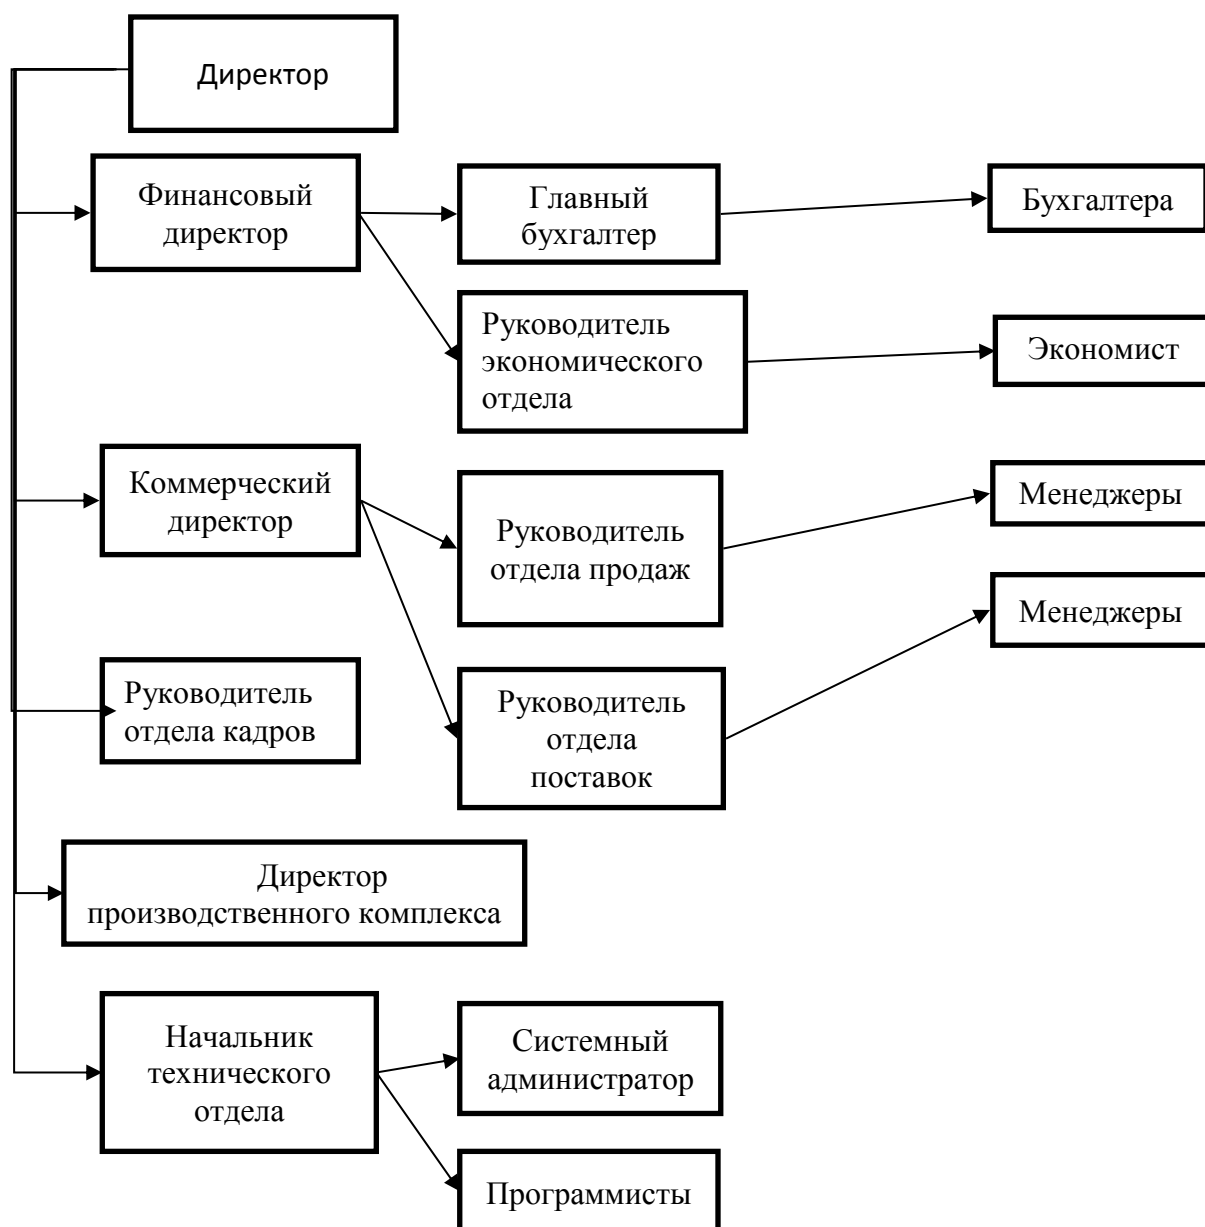 Директор
Финансовый
директор
Главный
бухгалтер
Бухгалтера
Руководитель
экономического
отдела
Экономист
Коммерческий
директор
Руководитель
отдела продаж
Менеджеры
Менеджеры
Руководитель
отдела кадров
Руководитель
отдела
поставок
Директор
производственного комплекса
Начальник
технического
отдела
Системный
администратор
Программисты